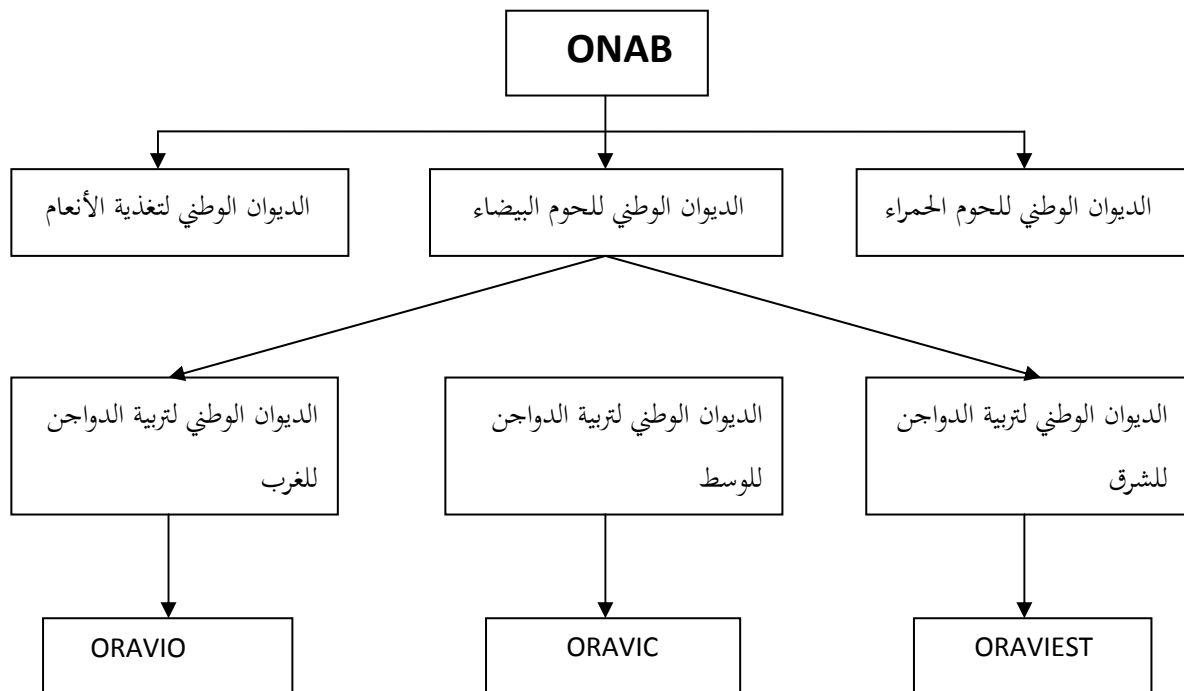 ONAB
الديوان الوطني للحوم الحمراء
الديوان الوطني للحوم البيضاء
الديوان الوطني لتغذية الأنعام
الديوان الوطني لتربية الدواجن
للشرق
الديوان الوطني لتربية الدواجن
للوسط
الديوان الوطني لتربية الدواجن
للغرب
ORAVIEST
ORAVIC
ORAVIO